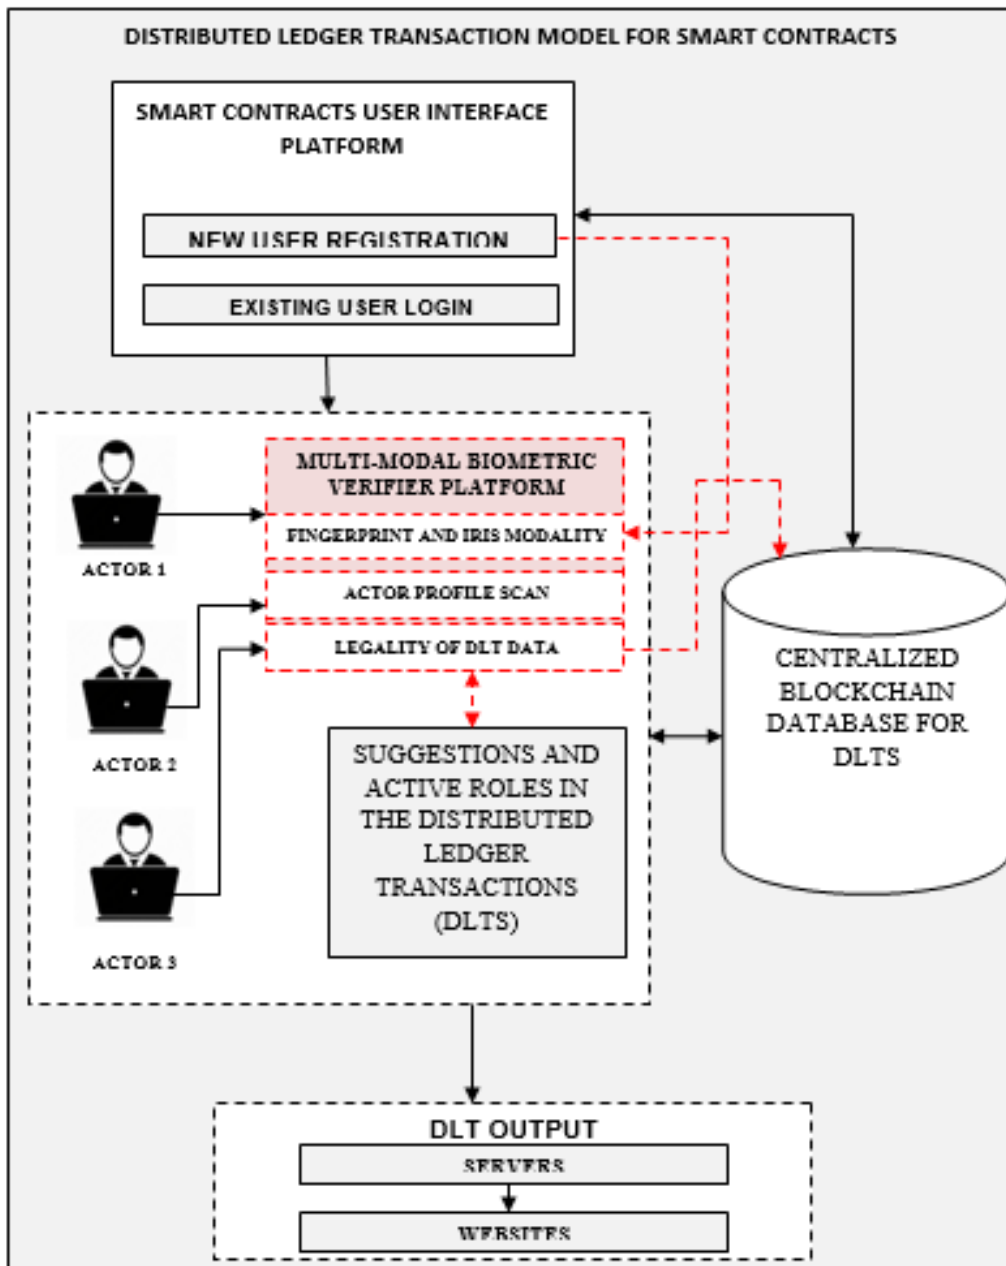 DISTRIBUTED LEDGER TRANSACTION MODEL FOR SMART CONTRACTS
SMART CONTRACTS USER INTERFACE
PLATFORM
NEW USER REGISTRATION
EXISTING USER LOGIN
MULTI-MODAL BIOMETRIC
VERIFIER PLATFORM
FINGERPRINT AND IRIS MODALITY
ACTOR 1
ACTOR PROFILE SCAN
LEGALITY OF DLT DATA
CENTRALIZED
BLOCKCHAIN
DATABASE FOR
DLTS
ACTOR 2
SUGGESTIONS AND
ACTIVE ROLES IN
THE DISTRIBUTED
LEDGER
TRANSACTIONS
(DLTS)
ACTOR 3
DLT OUTPUT
SERVERS
WEBSITES